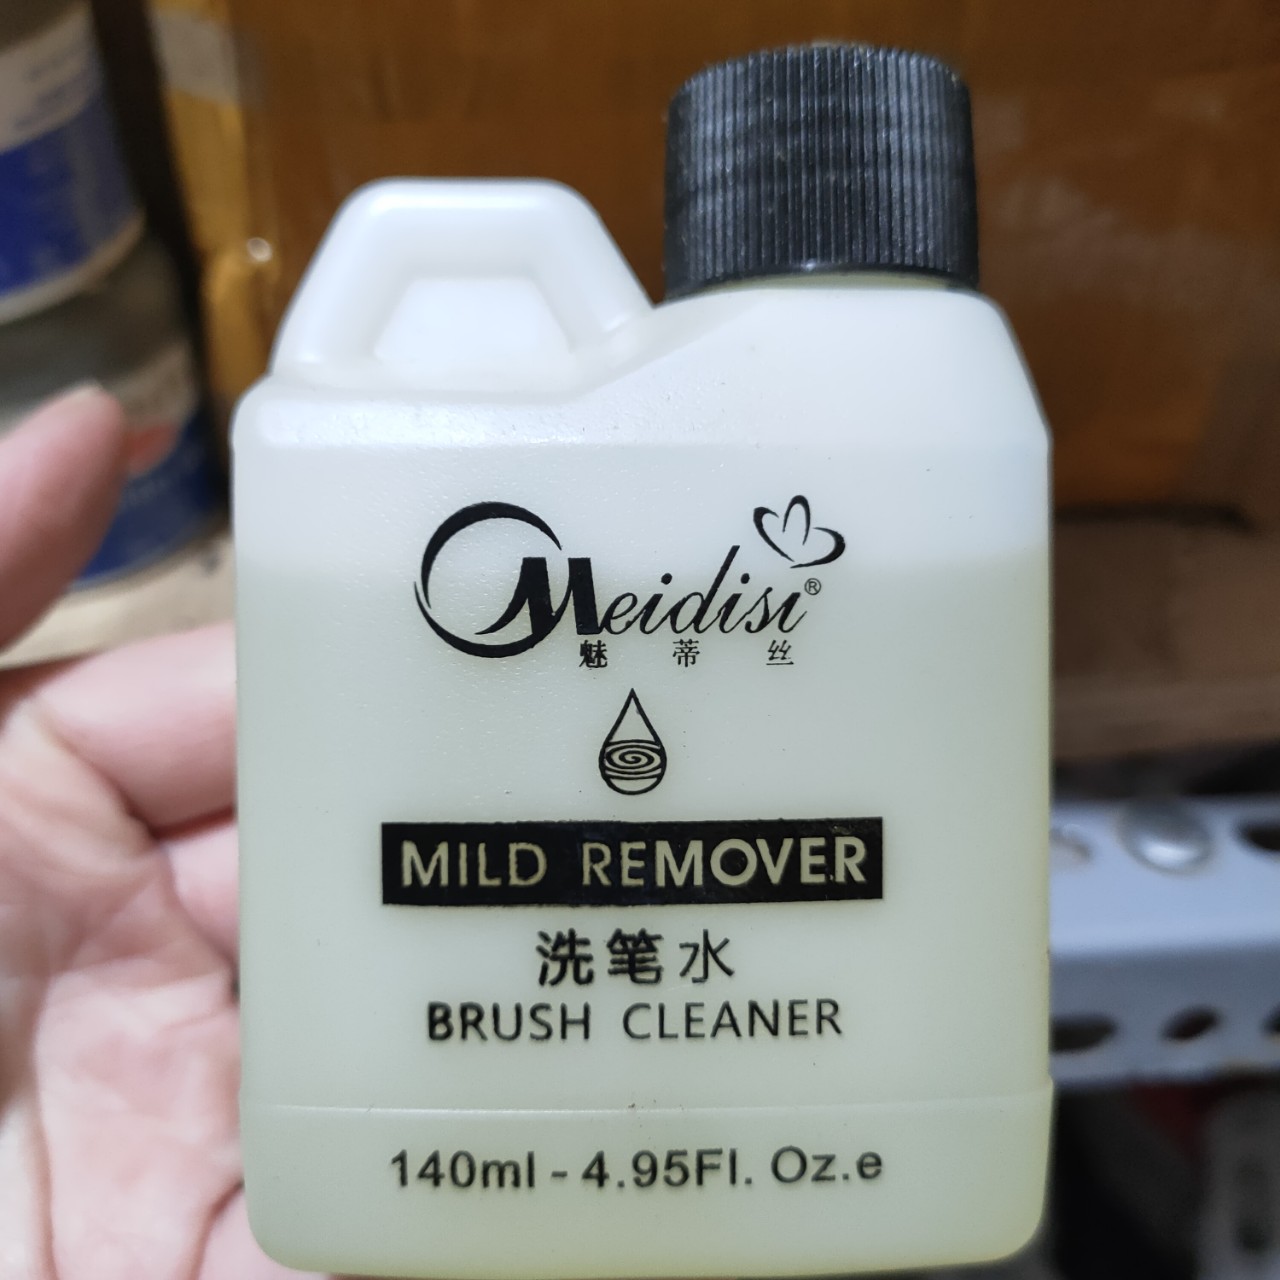 Meidisi®
魅蒂丝
MILD REMOVER
洗笔水
BRUSH CLEANER
140ml - 4.95Fl. Oz.e